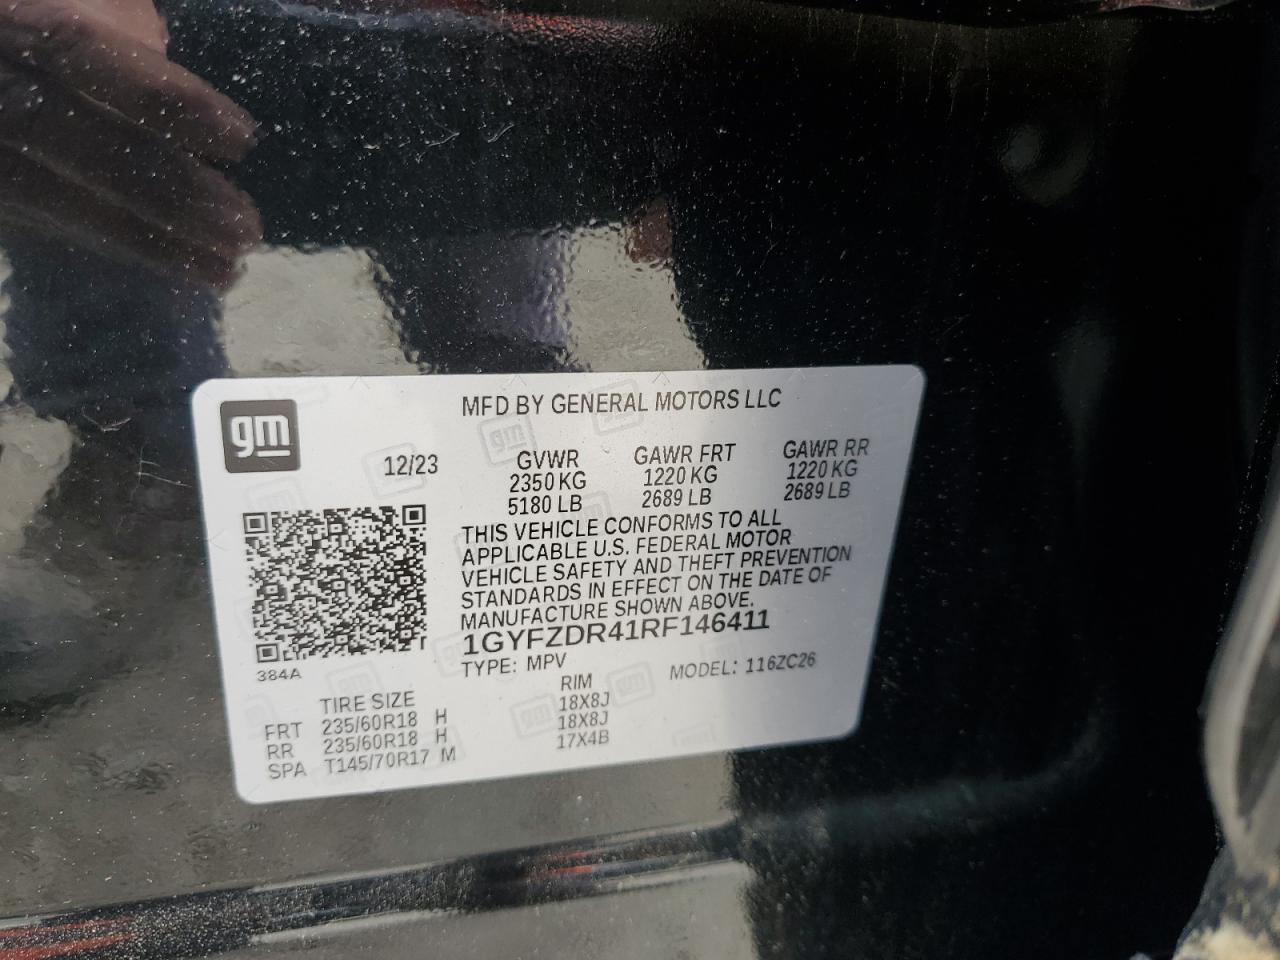 gm
MFD BY GENERAL MOTORS LLC
12/23
GVWR GAWR FRT GAWR RR
2350 KG 1220 KG 1220 KG
5180 LB 2689 LB 2689 LB
THIS VEHICLE CONFORMS TO ALL
APPLICABLE U.S. FEDERAL MOTOR
VEHICLE SAFETY AND THEFT PREVENTION
STANDARDS IN EFFECT ON THE DATE OF
MANUFACTURE SHOWN ABOVE.
1GYFZDR41RF146411
384A
TYPE: MPV MODEL: 116ZC26
TIRE SIZE RIM
FRT 235/60R18 H 18X8J
RR 235/60R18 H 18X8J
SPA T145/70R17 M 17X4B